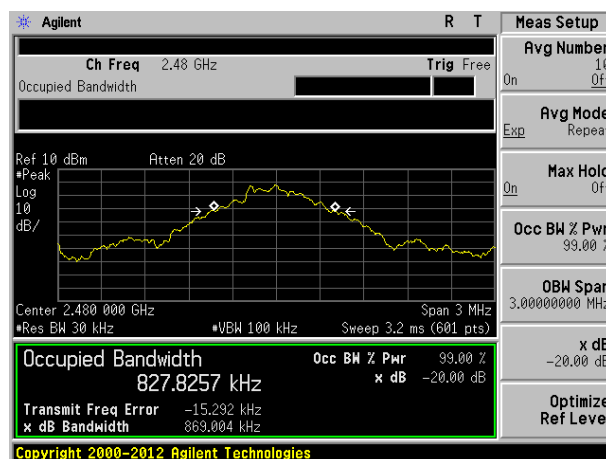 Agilent R T
Meas Setup
Ch Freq 2.48 GHz Trig Free
Occupied Bandwidth
Avg Number
10
On Off
Avg Mode
Exp Repeat
Ref 10 dBm Atten 20 dB
#Peak
Log
10
dB/
Max Hold
On Off
Occ BW % Pwr
99.00 %
Center 2.480 000 GHz Span 3 MHz
#Res BW 30 kHz #VBW 100 kHz Sweep 3.2 ms (601 pts)
OBW Span
3.00000000 MHz
Occupied Bandwidth Occ BW % Pwr 99.00 %
827.8257 kHz x dB -20.00 dB
Transmit Freq Error -15.292 kHz
x dB Bandwidth 869.004 kHz
x dB
-20.00 dB
Optimize
Ref Level
Copyright 2000-2012 Agilent Technologies